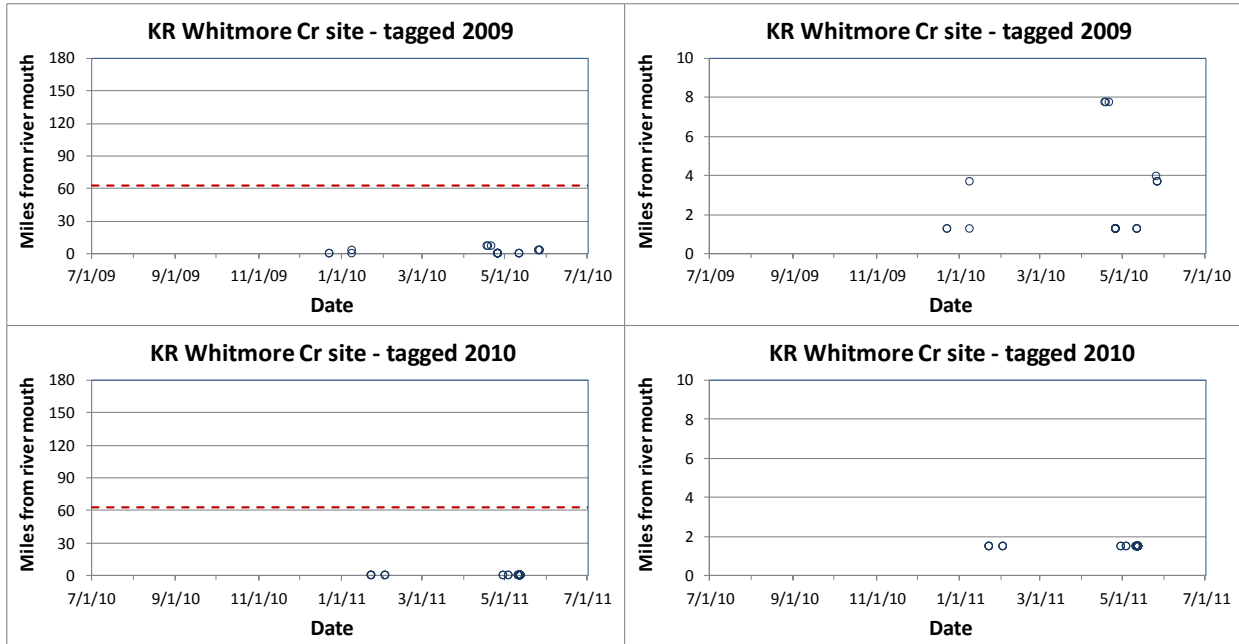 KR Whitmore Cr site - tagged 2009
Miles from river mouth
180
150
120
90
60
30
0
7/1/09 9/1/09 11/1/09 1/1/10 3/1/10 5/1/10 7/1/10
Date
KR Whitmore Cr site - tagged 2009
Miles from river mouth
10
8
6
4
2
0
7/1/09 9/1/09 11/1/09 1/1/10 3/1/10 5/1/10 7/1/10
Date
KR Whitmore Cr site - tagged 2010
Miles from river mouth
180
150
120
90
60
30
0
7/1/10 9/1/10 11/1/10 1/1/11 3/1/11 5/1/11 7/1/11
Date
KR Whitmore Cr site - tagged 2010
Miles from river mouth
10
8
6
4
2
0
7/1/10 9/1/10 11/1/10 1/1/11 3/1/11 5/1/11 7/1/11
Date